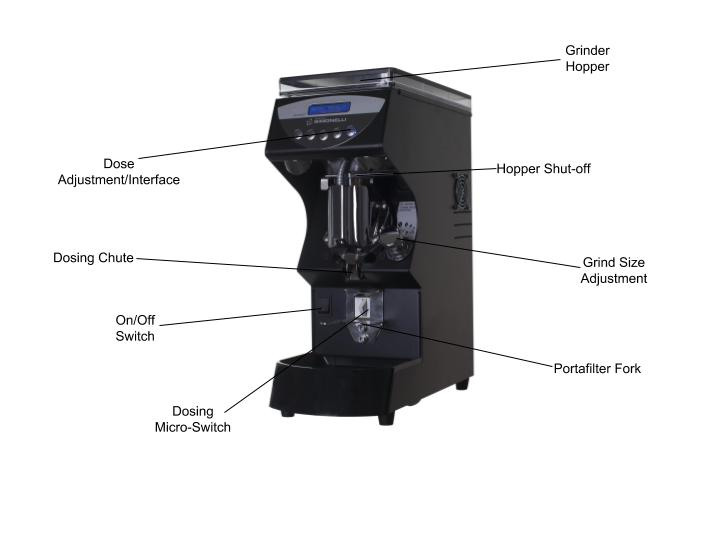 Grinder
Hopper
SIMONELLI
Dose
Adjustment/Interface
Hopper Shut-off
Dosing Chute
Grind Size
Adjustment
On/Off
Switch
Portafilter Fork
Dosing
Micro-Switch